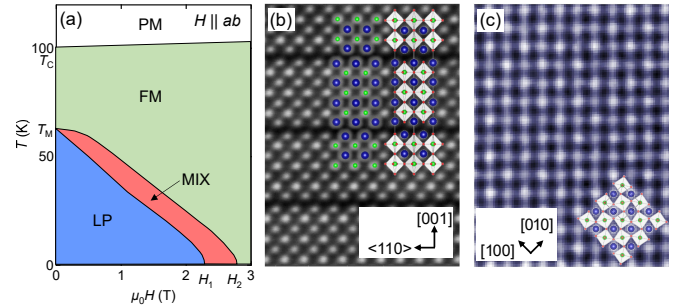 (a)
PM
H || ab
100
T_C
FM
T (K)
T_M
50
MIX
LP
0
0
1
2
3
H_1
H_2
μ₀H (T)
(b)
[001]
<110>
(c)
[010]
[100]